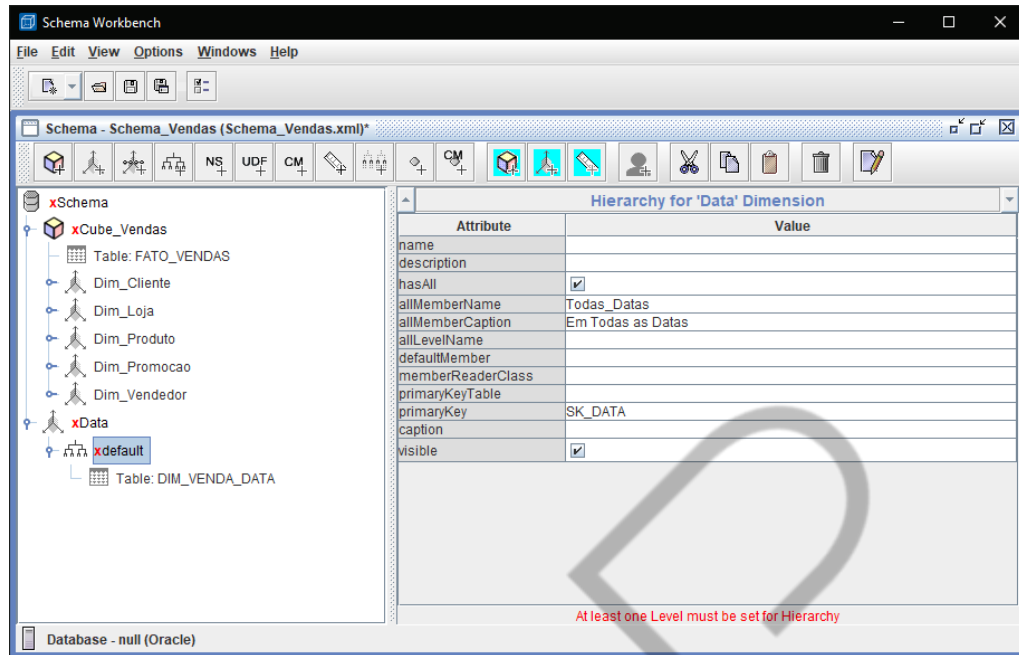 Schema Workbench
File Edit View Options Windows Help
Schema - Schema_Vendas (Schema_Vendas.xml)*
NS UDF CM CM
xSchema
xCube_Vendas
Table: FATO_VENDAS
Dim_Cliente
Dim_Loja
Dim_Produto
Dim_Promocao
Dim_Vendedor
xData
xdefault
Table: DIM_VENDA_DATA
Hierarchy for 'Data' Dimension
Attribute Value
name
description
hasAll
allMemberName Todas_Datas
allMemberCaption Em Todas as Datas
allLevelName
defaultMember
memberReaderClass
primaryKeyTable
primaryKey SK_DATA
caption
visible
At least one Level must be set for Hierarchy
Database - null (Oracle)